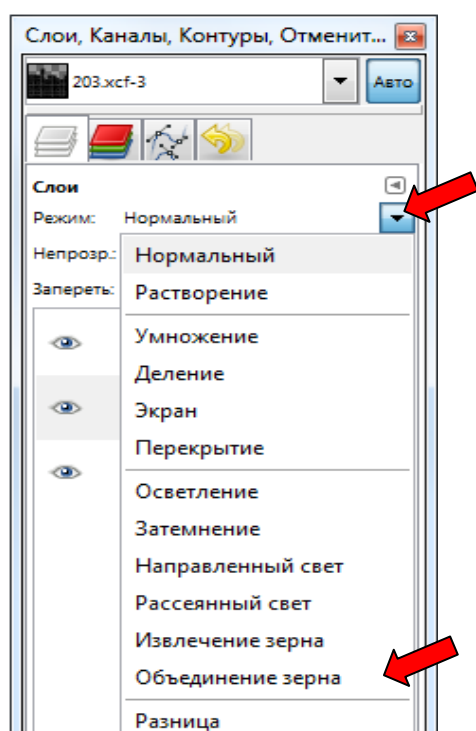 Слои, Каналы, Контуры, Отменит...
203.xcf-3
Авто
Слои
Режим: Нормальный
Непрозр.:
Запереть:
Нормальный
Растворение
Умножение
Деление
Экран
Перекрытие
Осветление
Затемнение
Направленный свет
Рассеянный свет
Извлечение зерна
Объединение зерна
Разница